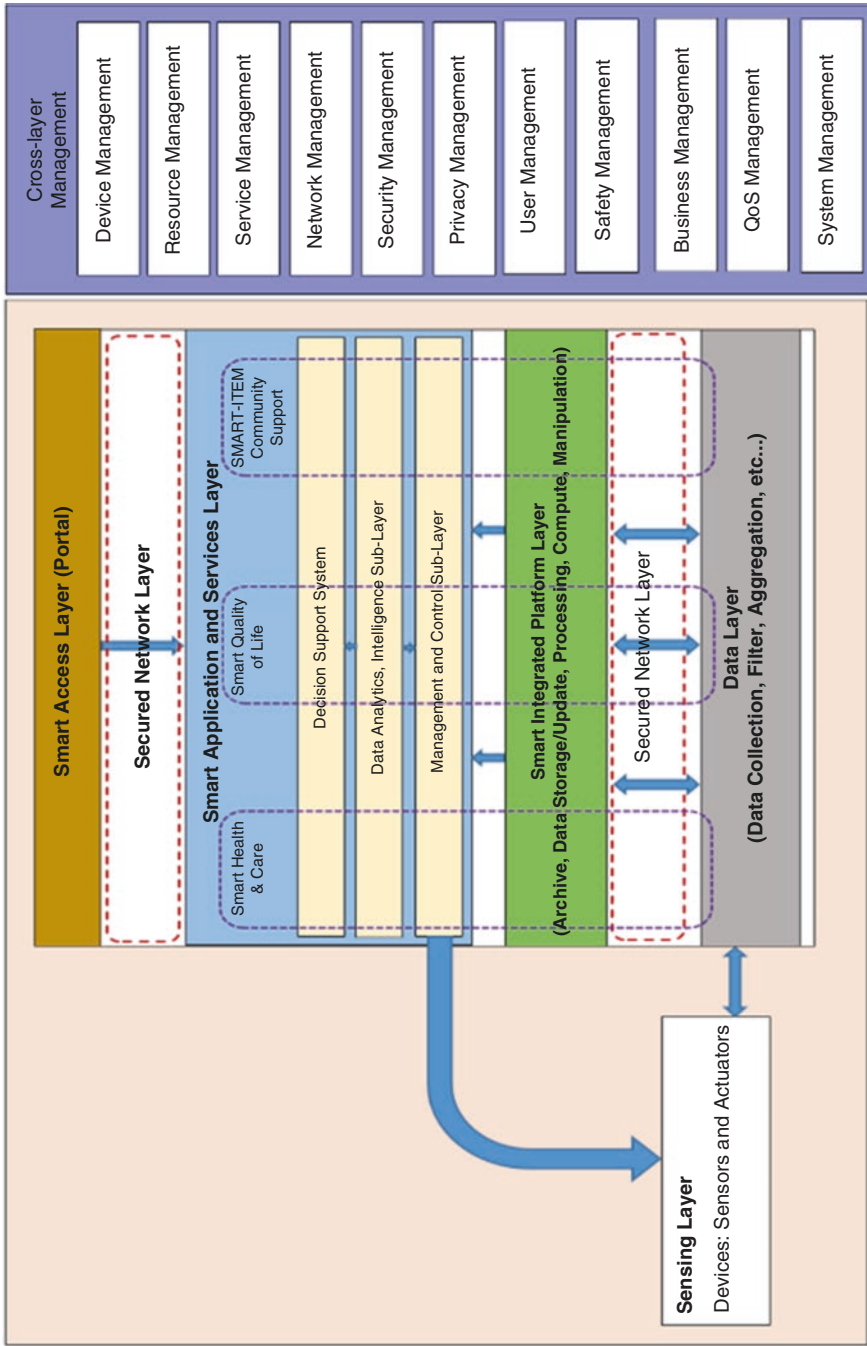 Smart Access Layer (Portal)
Secured Network Layer
Smart Application and Services Layer
Smart Health
& Care
Smart Quality
of Life
SMART-ITEM
Community
Support
Decision Support System
Data Analytics, Intelligence Sub-Layer
Management and Control Sub-Layer
Smart Integrated Platform Layer
(Archive, Data Storage/Update, Processing, Compute, Manipulation)
Secured Network Layer
Data Layer
(Data Collection, Filter, Aggregation, etc...)
Sensing Layer
Devices: Sensors and Actuators
Cross-layer
Management
Device Management
Resource Management
Service Management
Network Management
Security Management
Privacy Management
User Management
Safety Management
Business Management
QoS Management
System Management